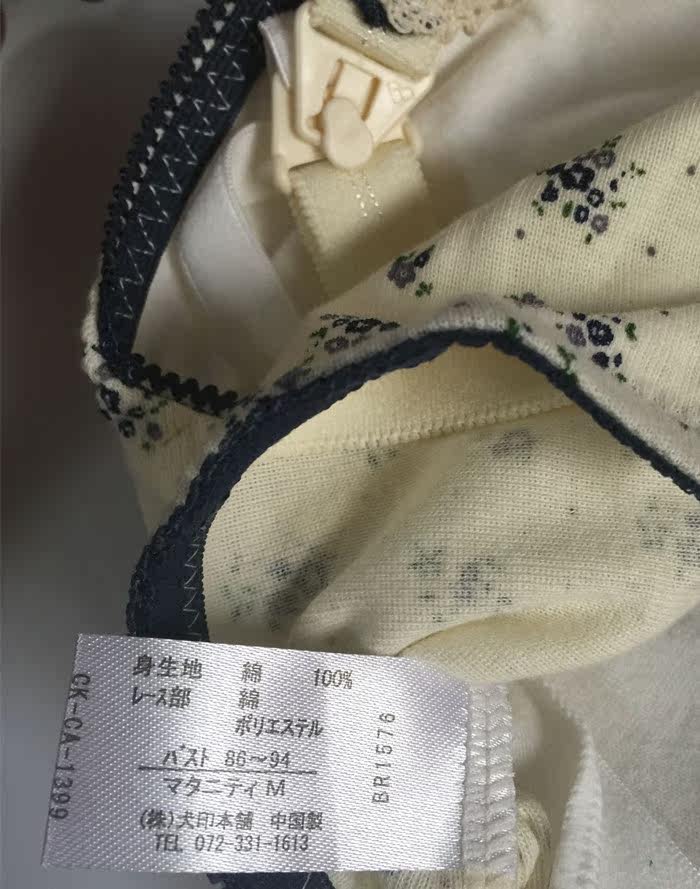 身生地 綿 100%
レース部 綿
ポリエステル
バスト 86～94
マタニティM
(株)犬印本舗 中国製
TEL 072-331-1613
BR1576
CK-CA-1399